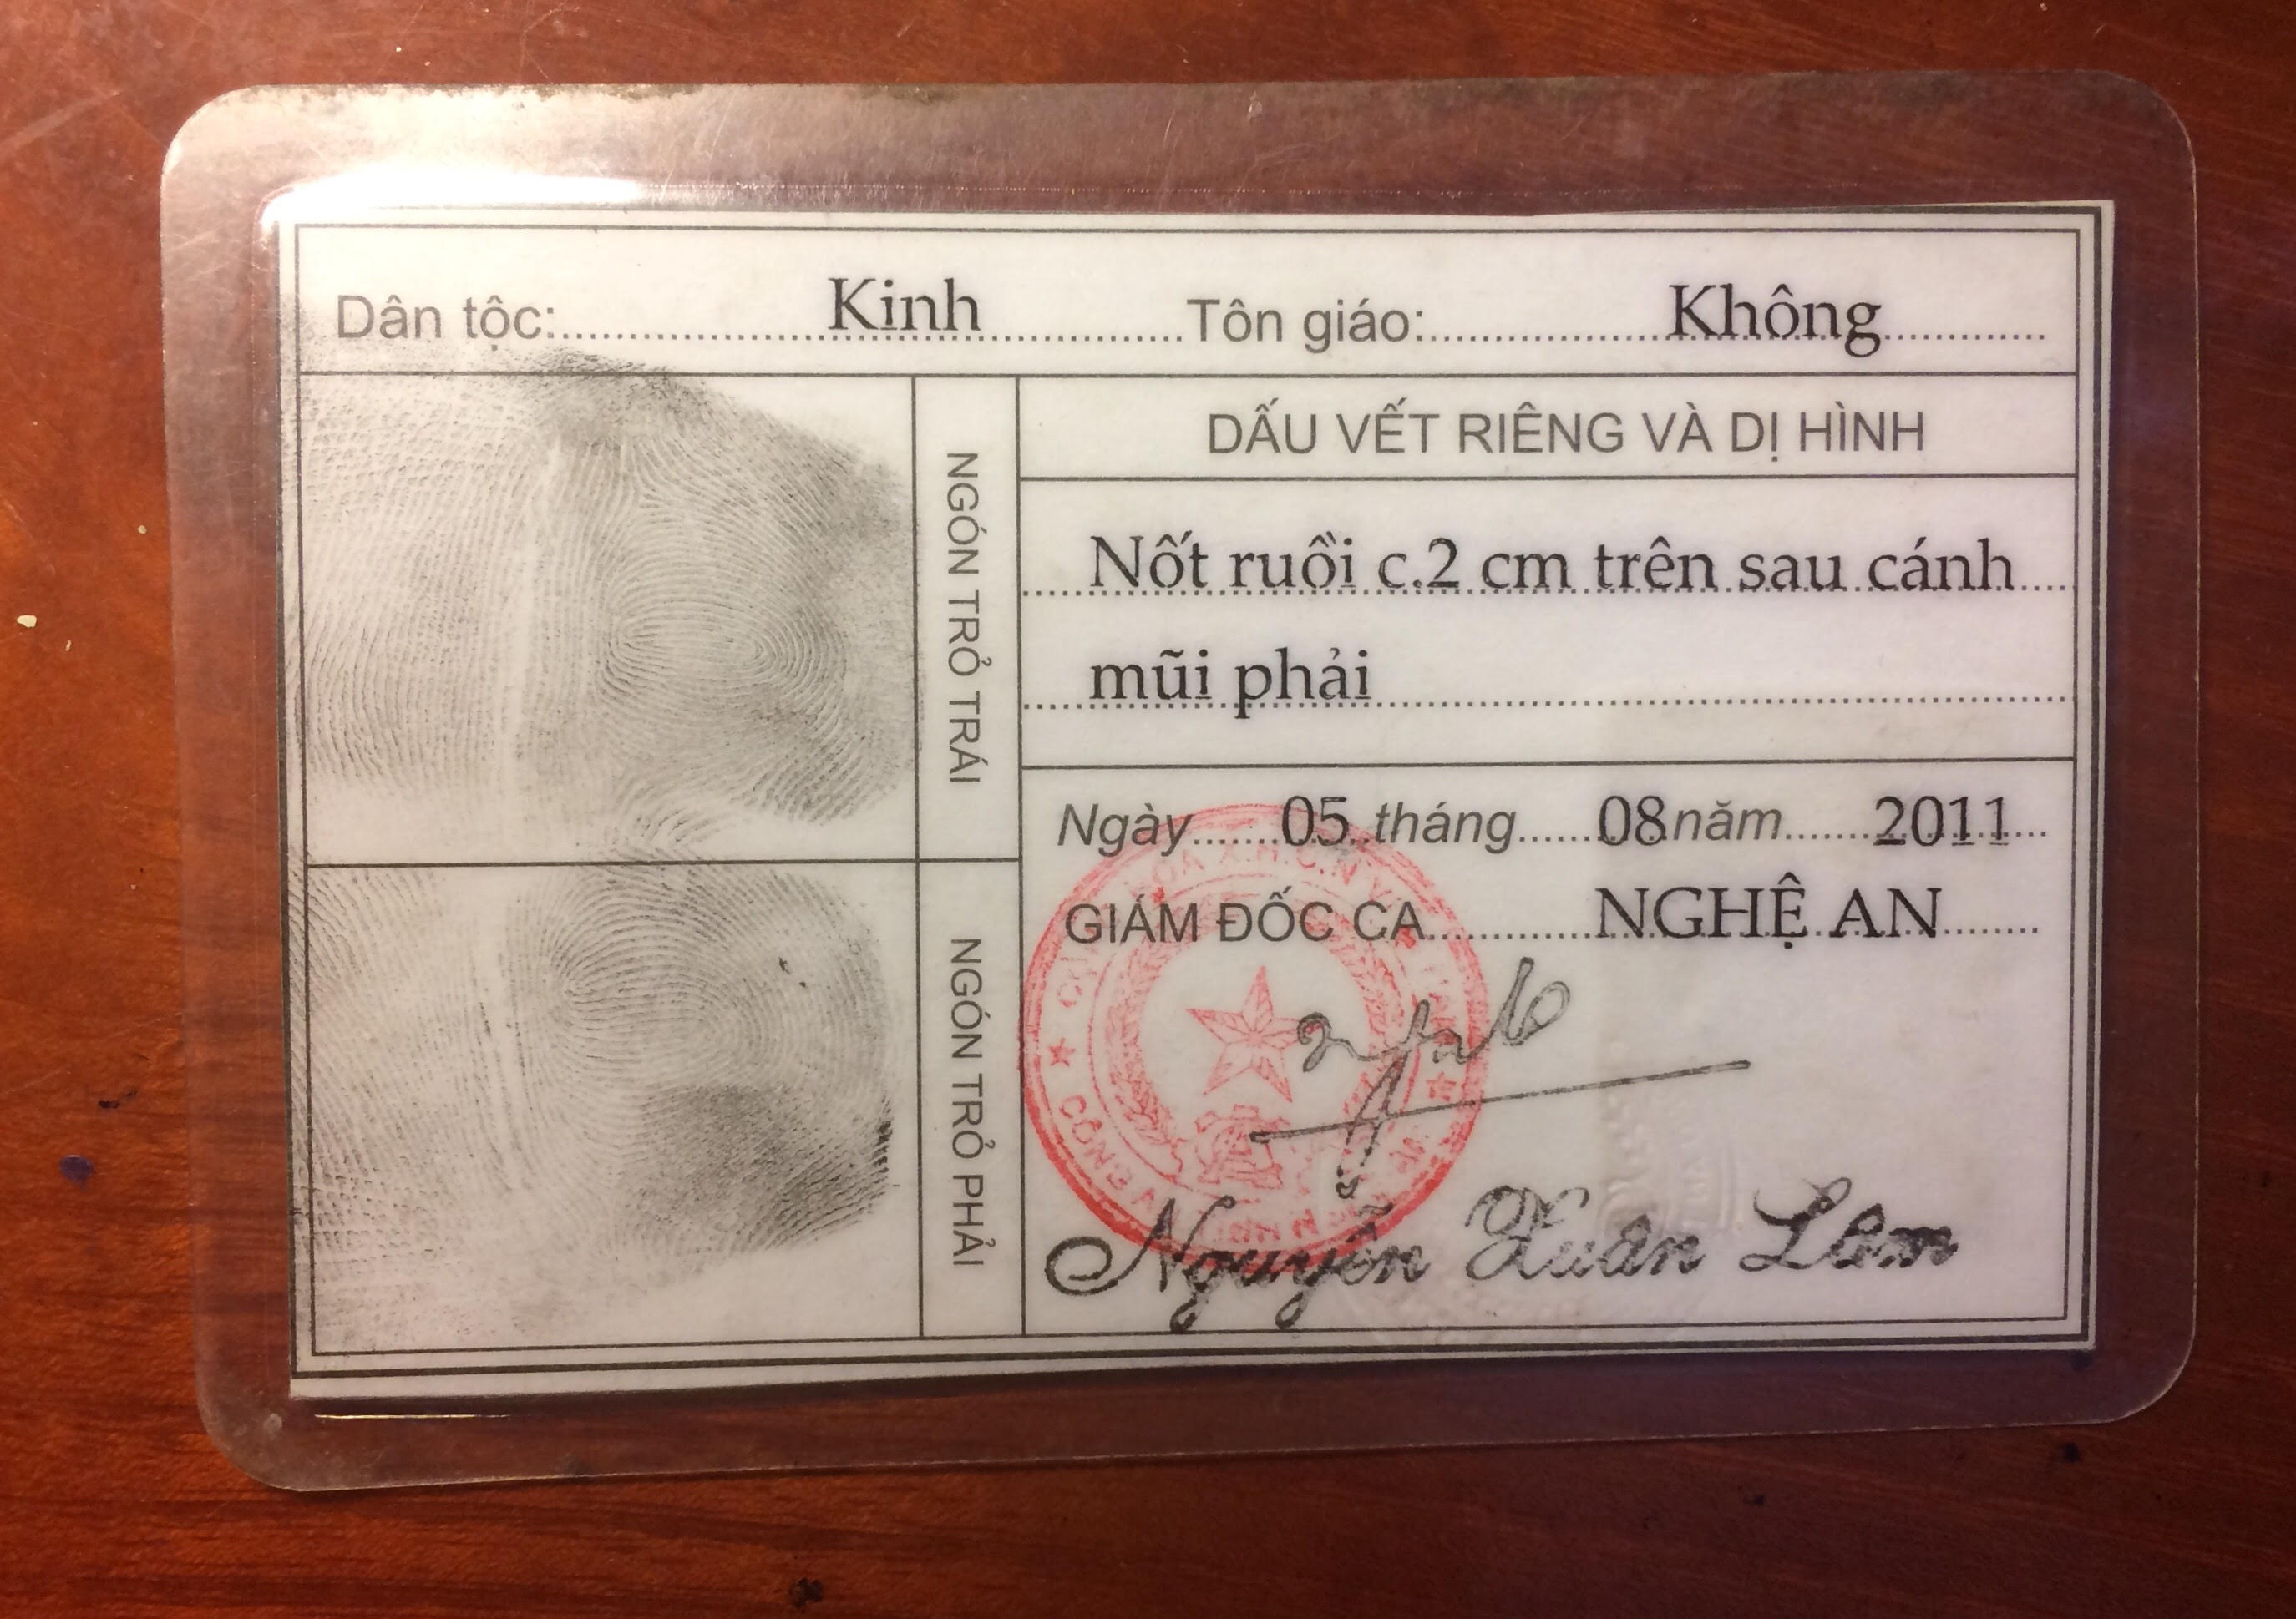 Dân tộc: Kinh Tôn giáo: Không
NGÓN TRỎ TRÁI
NGÓN TRỎ PHẢI
DẤU VẾT RIÊNG VÀ DỊ HÌNH
Nốt ruồi c.2 cm trên sau cánh
mũi phải
Ngày 05 tháng 08 năm 2011
GIÁM ĐỐC CA NGHỆ AN
Nguyễn Xuân Lâm